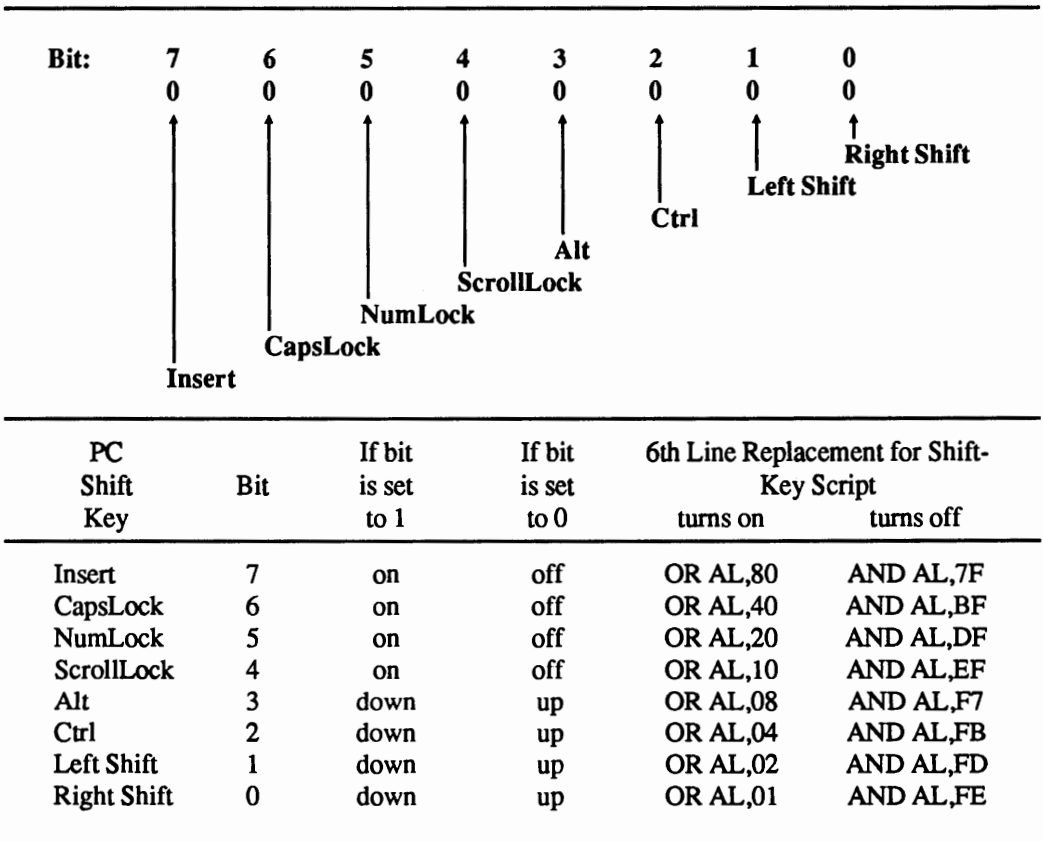 Bit: 7 6 5 4 3 2 1 0
0 0 0 0 0 0 0 0
Right Shift
Left Shift
Ctrl
Alt
ScrollLock
NumLock
CapsLock
Insert
PC If bit If bit 6th Line Replacement for Shift-
Shift Bit is set is set Key Script
Key to 1 to 0 turns on turns off
Insert 7 on off OR AL,80 AND AL,7F
CapsLock 6 on off OR AL,40 AND AL,BF
NumLock 5 on off OR AL,20 AND AL,DF
ScrollLock 4 on off OR AL,10 AND AL,EF
Alt 3 down up OR AL,08 AND AL,F7
Ctrl 2 down up OR AL,04 AND AL,FB
Left Shift 1 down up OR AL,02 AND AL,FD
Right Shift 0 down up OR AL,01 AND AL,FE